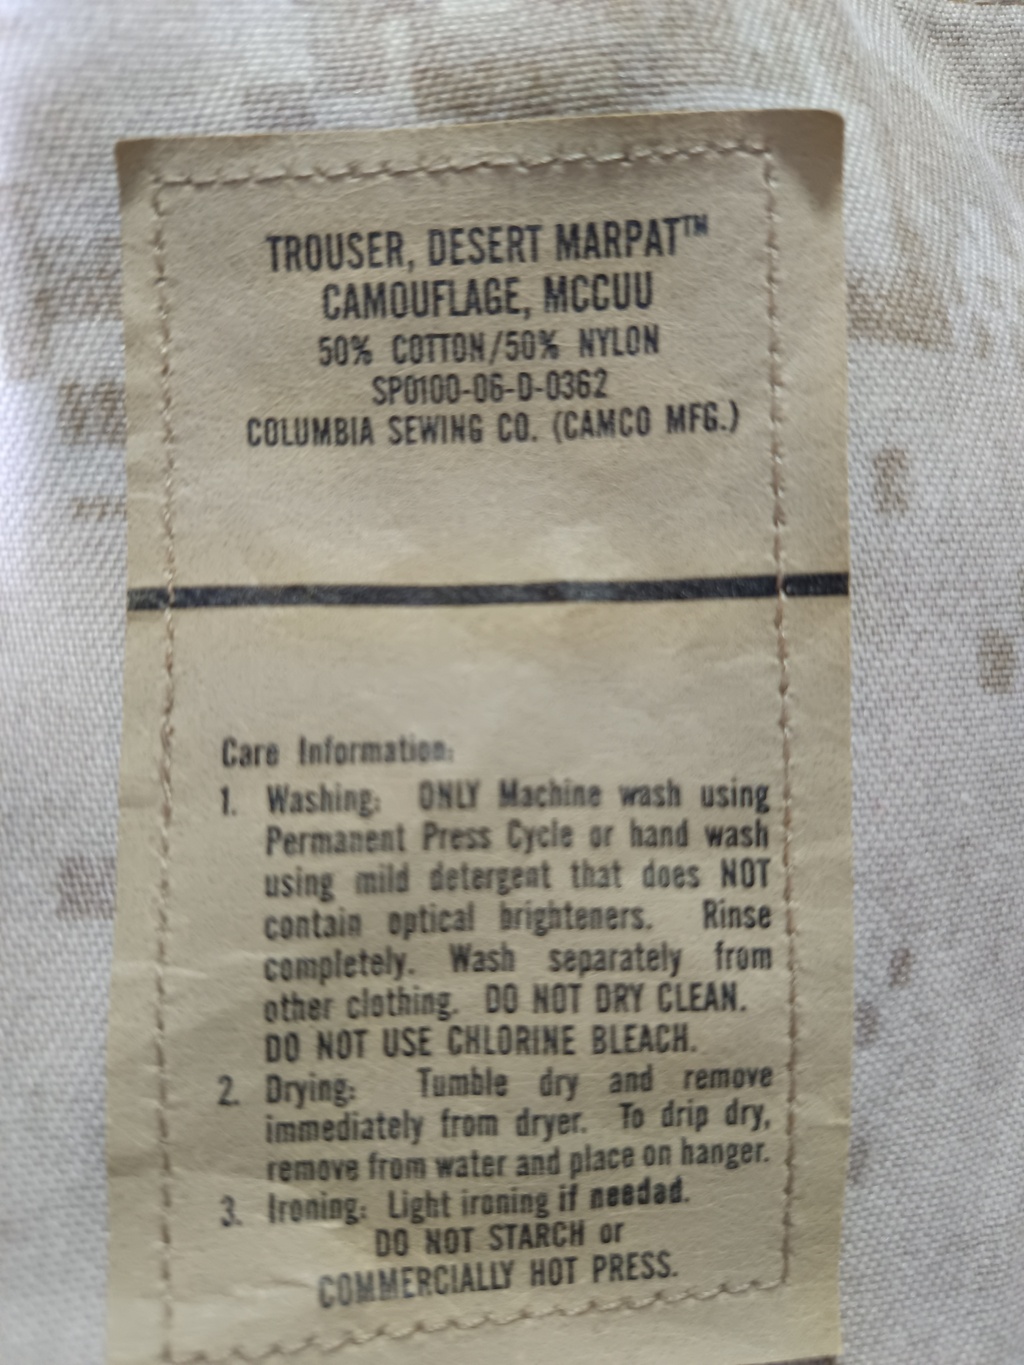 TROUSER, DESERT MARPAT™
CAMOUFLAGE, MCCUU
50% COTTON/50% NYLON
SP0100-06-D-0362
COLUMBIA SEWING CO. (CAMCO MFG.)
Care Information:
1. Washing: ONLY Machine wash using
Permanent Press Cycle or hand wash
using mild detergent that does NOT
contain optical brighteners. Rinse
completely. Wash separately from
other clothing. DO NOT DRY CLEAN.
DO NOT USE CHLORINE BLEACH.
2. Drying: Tumble dry and remove
immediately from dryer. To drip dry,
remove from water and place on hanger.
3. Ironing: Light ironing if needed.
DO NOT STARCH or
COMMERCIALLY HOT PRESS.